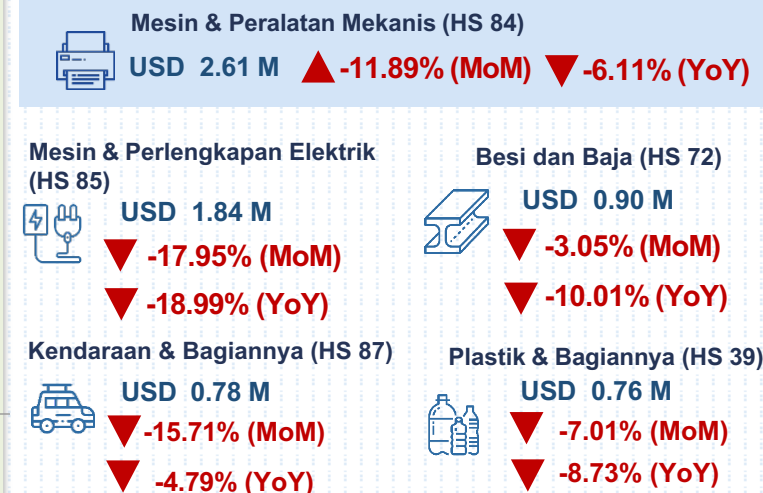 Mesin & Peralatan Mekanis (HS 84)
USD 2.61 M ▲ -11.89% (MoM) ▼ -6.11% (YoY)
Mesin & Perlengkapan Elektrik
(HS 85)
USD 1.84 M
▼ -17.95% (MoM)
▼ -18.99% (YoY)
Besi dan Baja (HS 72)
USD 0.90 M
▼ -3.05% (MoM)
▼ -10.01% (YoY)
Kendaraan & Bagiannya (HS 87)
USD 0.78 M
▼ -15.71% (MoM)
▼ -4.79% (YoY)
Plastik & Bagiannya (HS 39)
USD 0.76 M
▼ -7.01% (MoM)
▼ -8.73% (YoY)